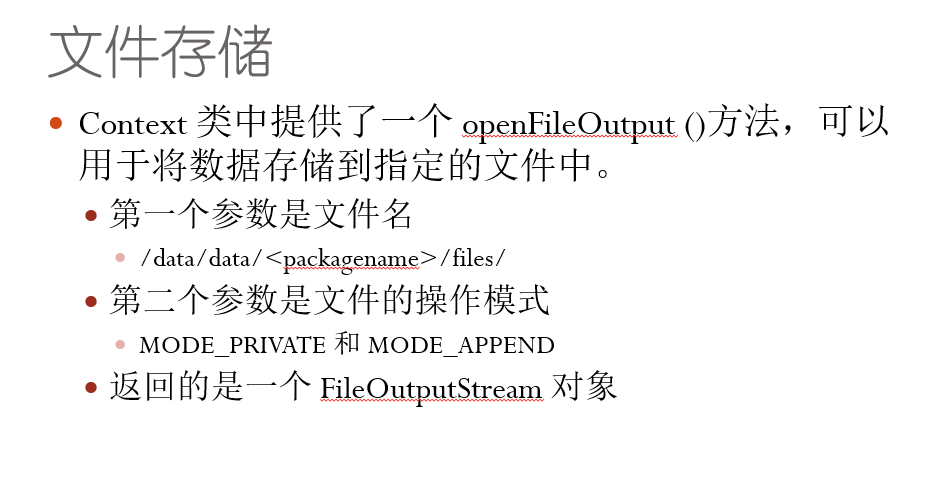 文件存储
Context 类中提供了一个 openFileOutput ()方法，可以
用于将数据存储到指定的文件中。
第一个参数是文件名
/data/data/<packagename>/files/
第二个参数是文件的操作模式
MODE_PRIVATE 和 MODE_APPEND
返回的是一个 FileOutputStream 对象